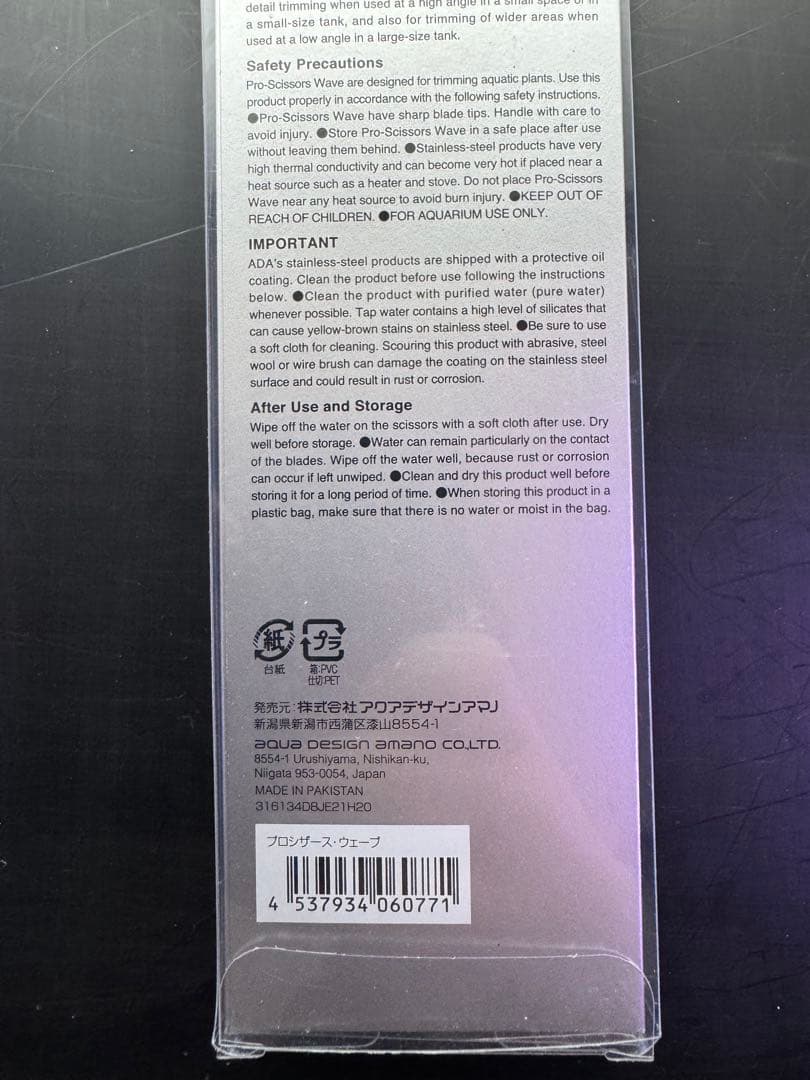 detail trimming when used at a high angle in a small space or in
a small-size tank, and also for trimming of wider areas when
used at a low angle in a large-size tank.
Safety Precautions
Pro-Scissors Wave are designed for trimming aquatic plants. Use this
product properly in accordance with the following safety instructions.
●Pro-Scissors Wave have sharp blade tips. Handle with care to
avoid injury. ●Store Pro-Scissors Wave in a safe place after use
without leaving them behind. ●Stainless-steel products have very
high thermal conductivity and can become very hot if placed near a
heat source such as a heater and stove. Do not place Pro-Scissors
Wave near any heat source to avoid burn injury. ●KEEP OUT OF
REACH OF CHILDREN. ●FOR AQUARIUM USE ONLY.
IMPORTANT
ADA's stainless-steel products are shipped with a protective oil
coating. Clean the product before use following the instructions
below. ●Clean the product with purified water (pure water)
whenever possible. Tap water contains a high level of silicates that
can cause yellow-brown stains on stainless steel. ●Be sure to use
a soft cloth for cleaning. Scouring this product with abrasive, steel
wool or wire brush can damage the coating on the stainless steel
surface and could result in rust or corrosion.
After Use and Storage
Wipe off the water on the scissors with a soft cloth after use. Dry
well before storage. ●Water can remain particularly on the contact
of the blades. Wipe off the water well, because rust or corrosion
can occur if left unwiped. ●Clean and dry this product well before
storing it for a long period of time. ●When storing this product in a
plastic bag, make sure that there is no water or moist in the bag.
紙 プラ
台紙 箱:PVC
仕切:PET
発売元:株式会社アクアデザインアマノ
新潟県新潟市西蒲区漆山8554-1
AQUA DESIGN AMANO CO.,LTD.
8554-1 Urushiyama, Nishikan-ku,
Niigata 953-0054, Japan
MADE IN PAKISTAN
316134D8JE21H20
プロシザース・ウェーブ
4 537934 060771